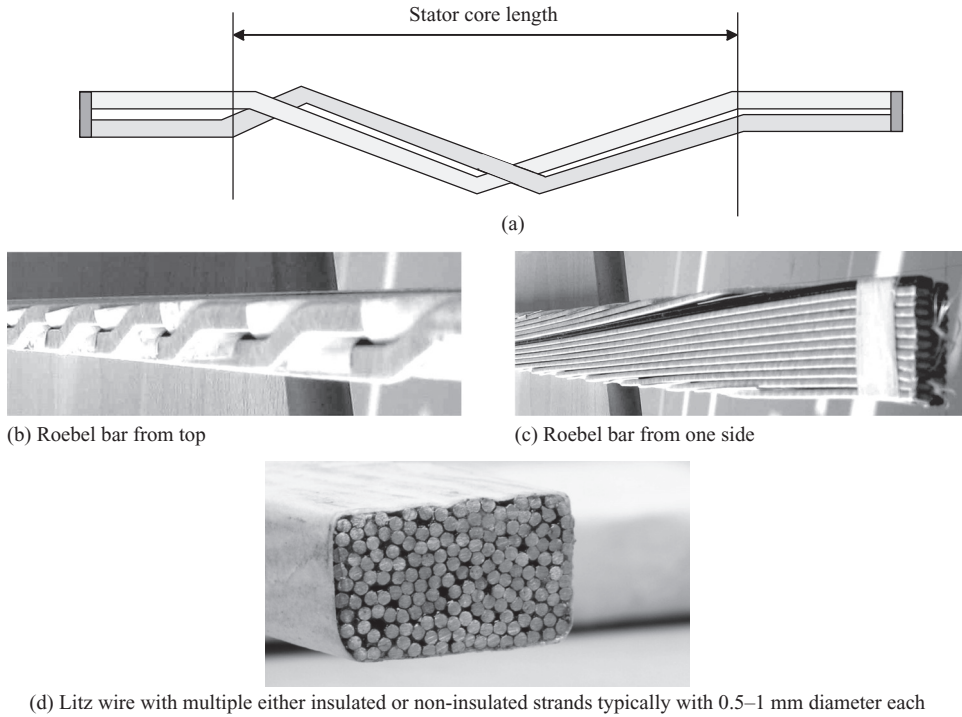 Stator core length
(a)
(b) Roebel bar from top
(c) Roebel bar from one side
(d) Litz wire with multiple either insulated or non-insulated strands typically with 0.5–1 mm diameter each